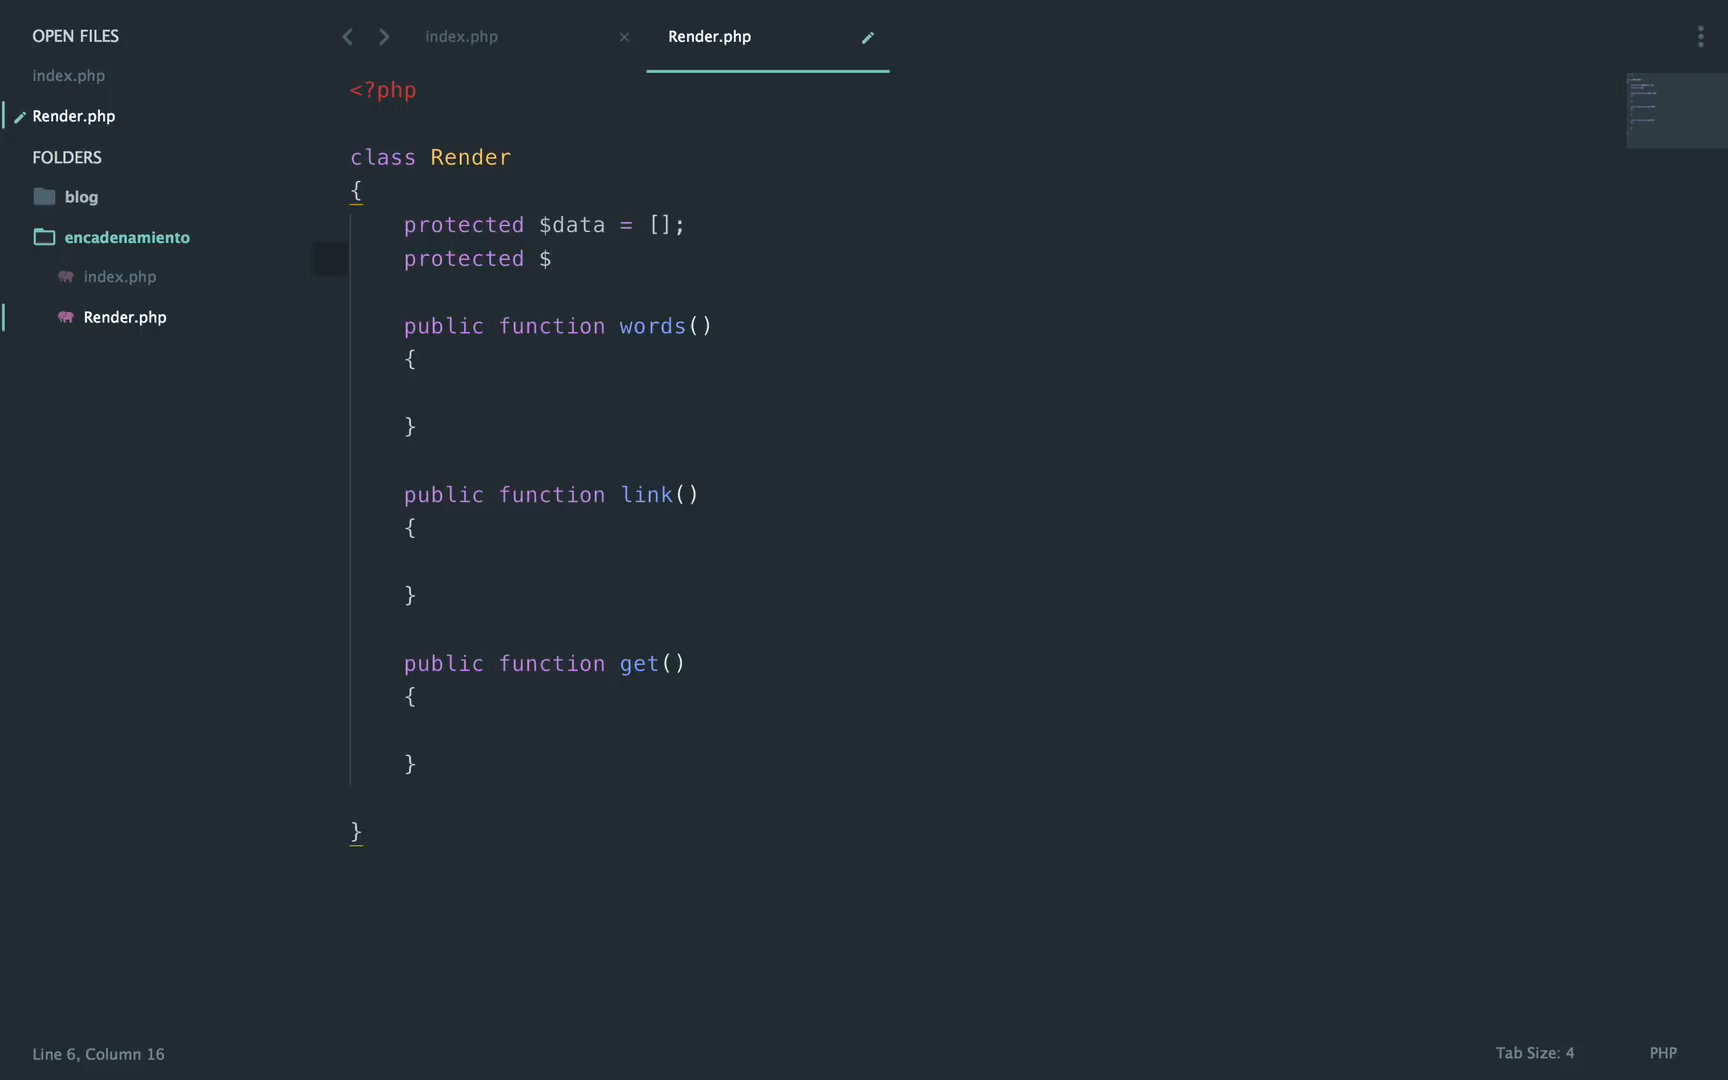 OPEN FILES
index.php
Render.php
FOLDERS
blog
encadenamiento
index.php
Render.php
index.php × Render.php
<?php
class Render
{
protected $data = [];
protected $
public function words()
{
}
public function link()
{
}
public function get()
{
}
}
Line 6, Column 16
Tab Size: 4 PHP